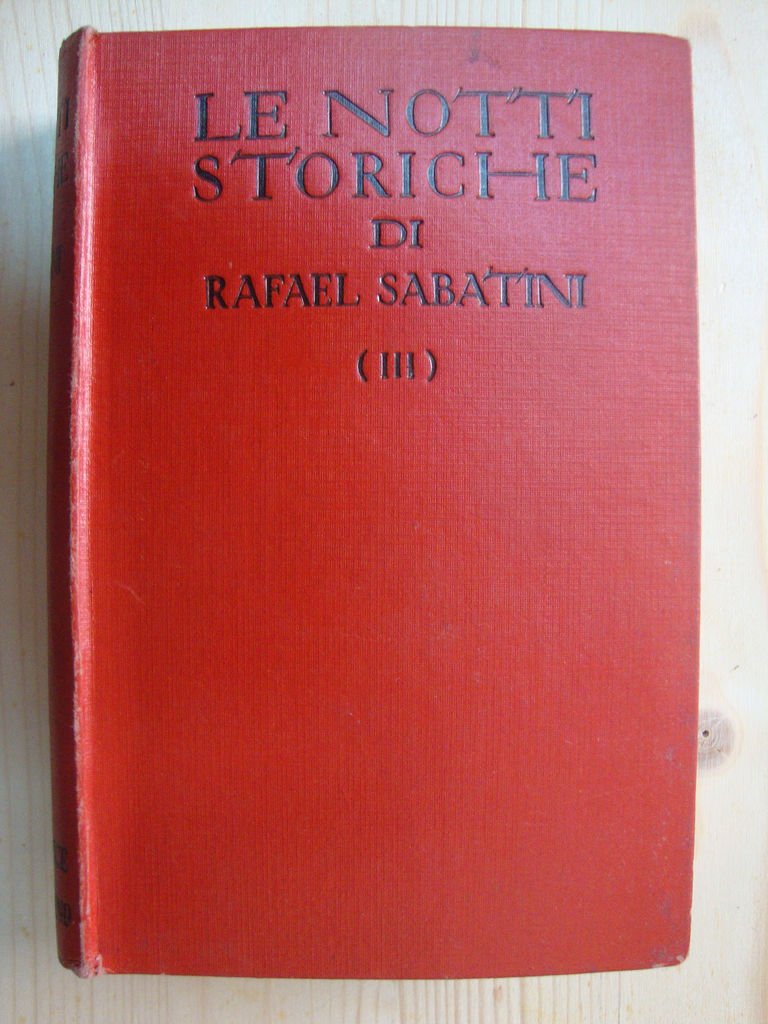 LE NOTTI
STORICHE
DI
RAFAEL SABATINI
(III)